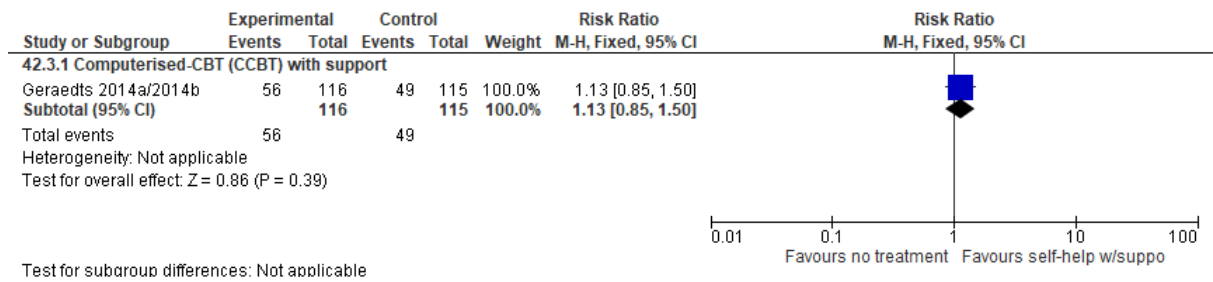 Experimental Control Risk Ratio Risk Ratio
Study or Subgroup Events Total Events Total Weight M-H, Fixed, 95% CI M-H, Fixed, 95% CI
42.3.1 Computerised-CBT (CCBT) with support
Geraedts 2014a/2014b 56 116 49 115 100.0% 1.13 [0.85, 1.50]
Subtotal (95% CI) 116 115 100.0% 1.13 [0.85, 1.50]
Total events 56 49
Heterogeneity: Not applicable
Test for overall effect: Z = 0.86 (P = 0.39)
0.01 0.1 1 10 100
Favours no treatment Favours self-help w/suppo
Test for subgroup differences: Not applicable